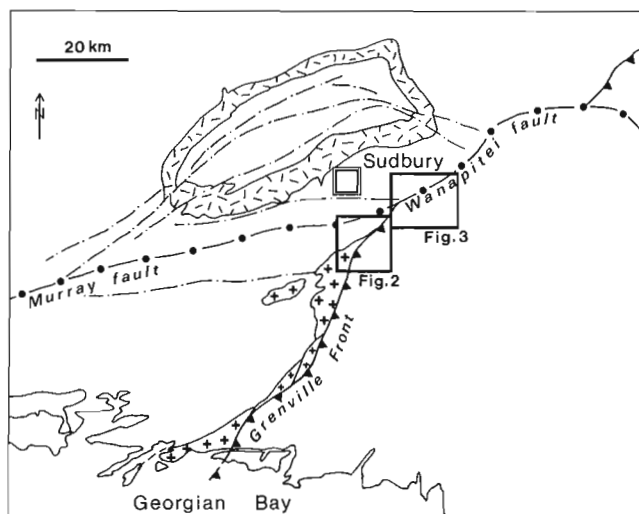 20 km
N
Sudbury
Wanapitei fault
Fig.3
Murray fault
Fig.2
Grenville Front
Georgian Bay